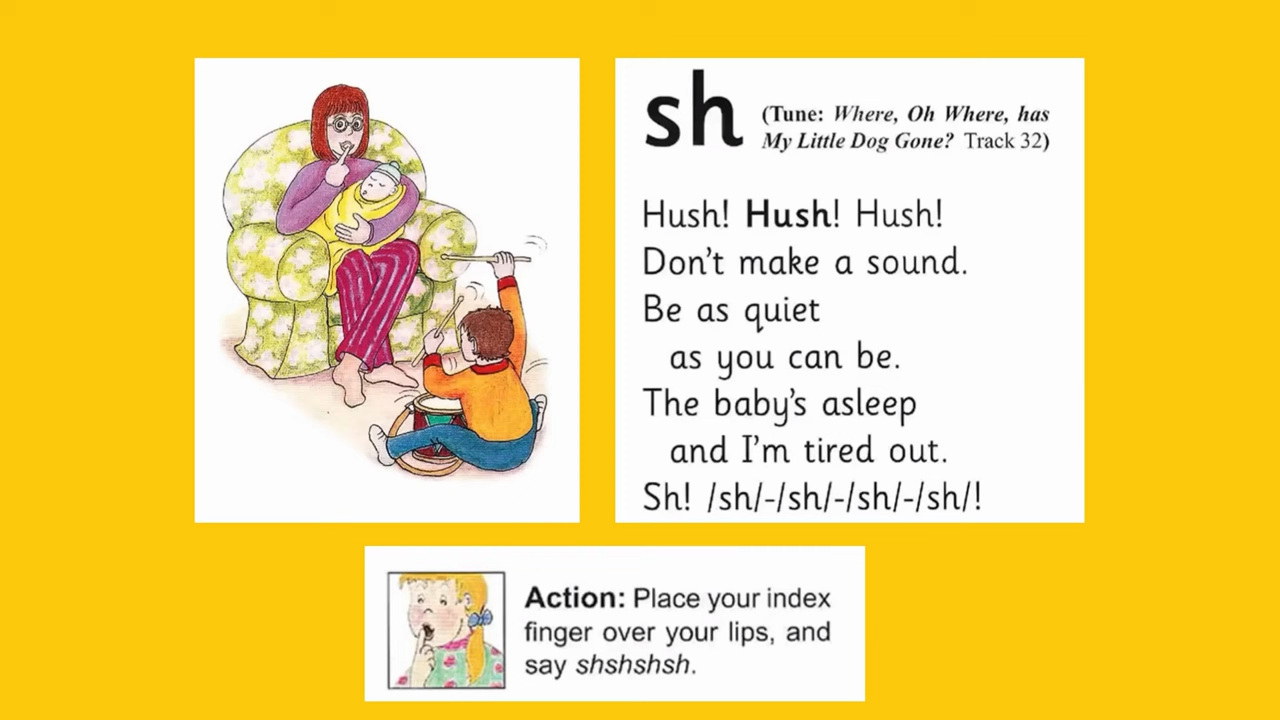 sh
(Tune: Where, Oh Where, has
My Little Dog Gone? Track 32)
Hush! Hush! Hush!
Don't make a sound.
Be as quiet
as you can be.
The baby's asleep
and I'm tired out.
Sh! /sh/-/sh/-/sh/-/sh/!
Action: Place your index
finger over your lips, and
say shshshsh.